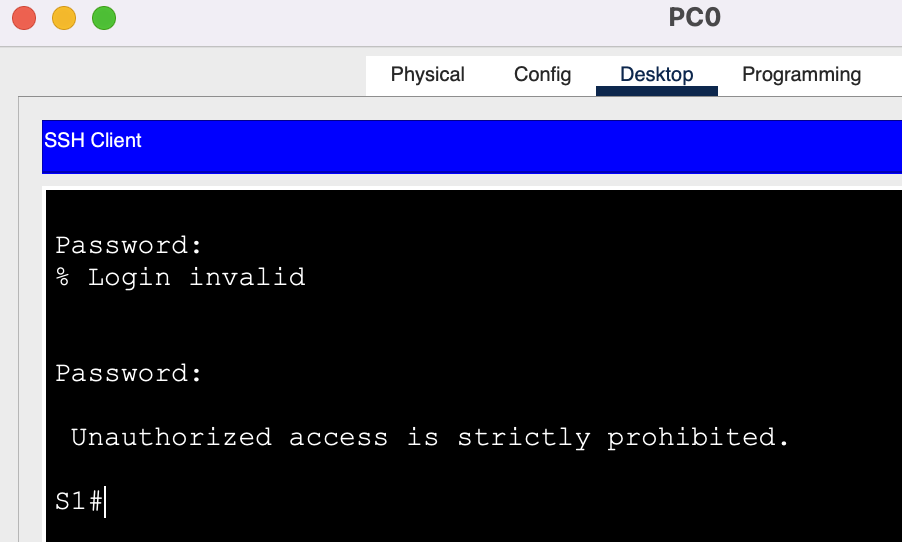 PC0
Physical Config Desktop Programming
SSH Client
Password:
% Login invalid
Password:
Unauthorized access is strictly prohibited.
S1#